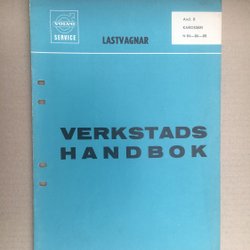 VOLVO
SERVICE
LASTVAGNAR
VERKSTADS
HANDBOK